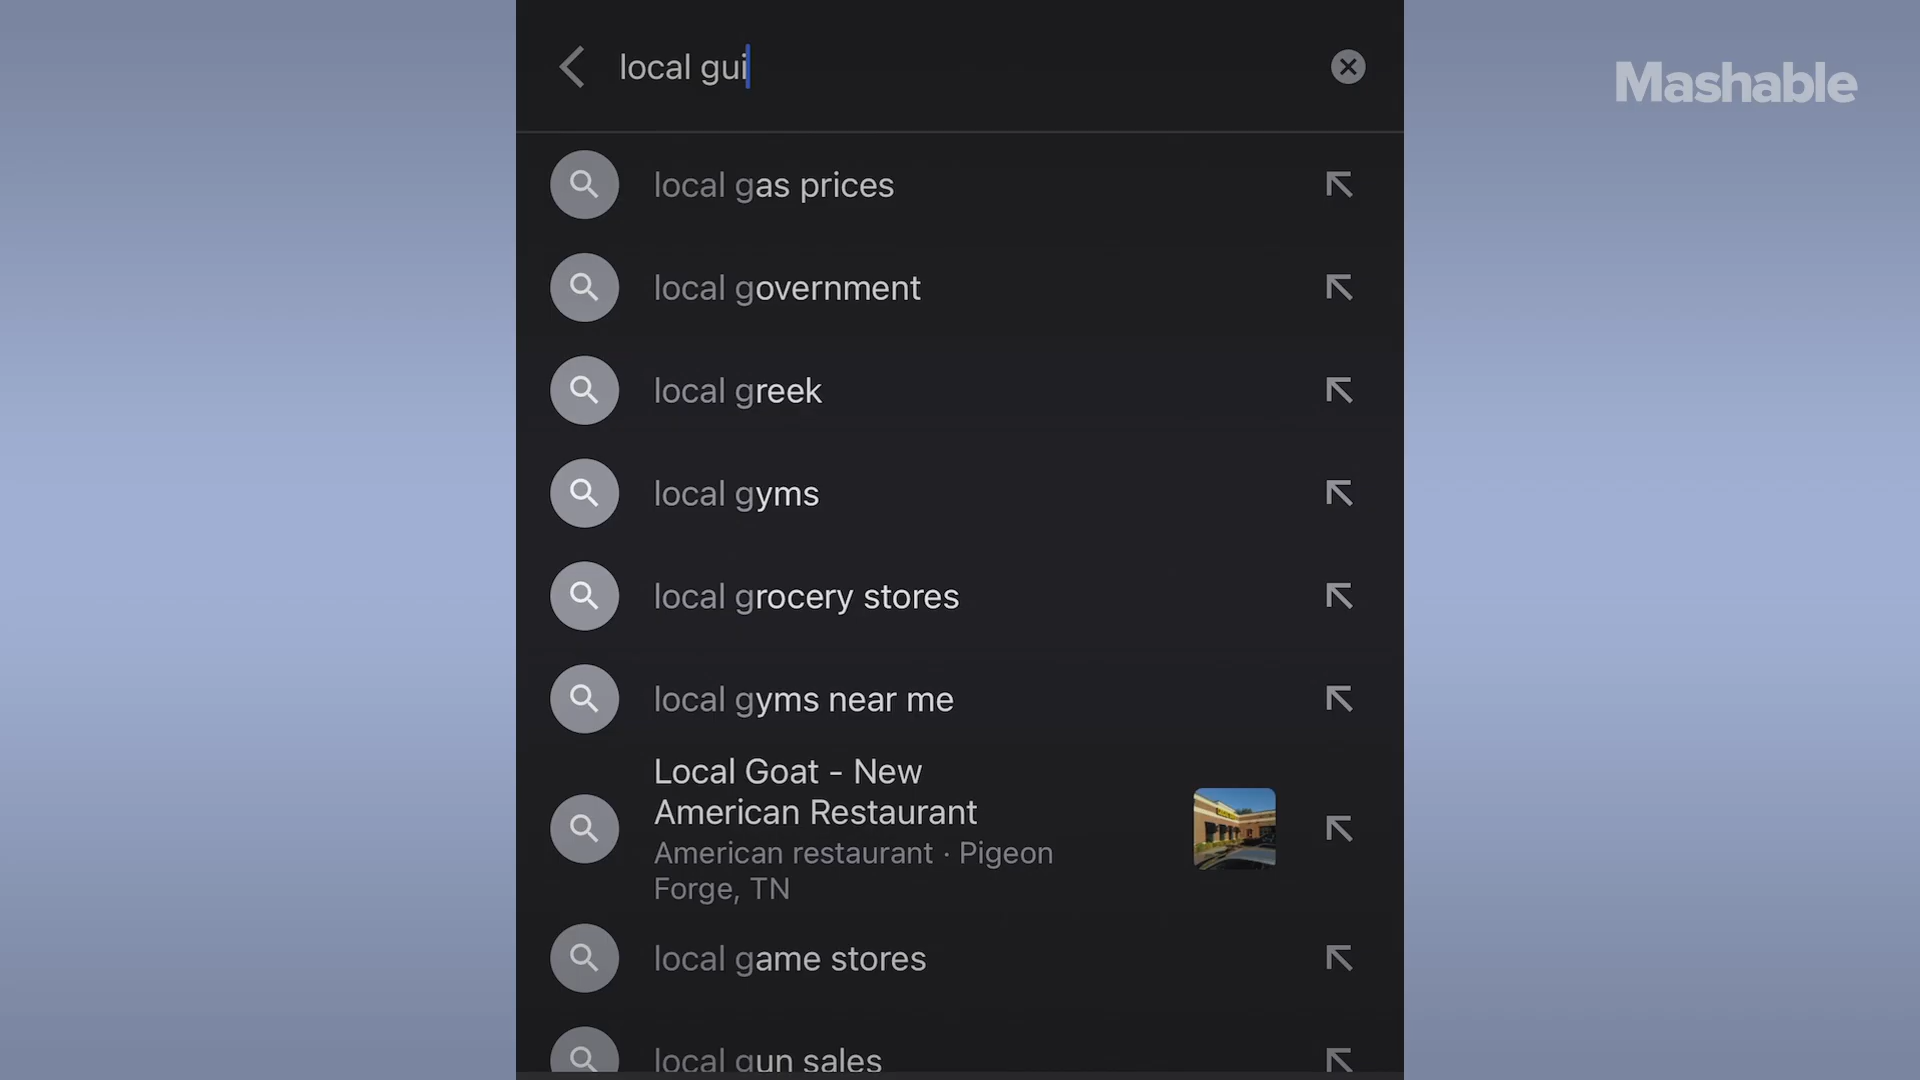 local gui
Mashable
local gas prices
local government
local greek
local gyms
local grocery stores
local gyms near me
Local Goat - New
American Restaurant
American restaurant · Pigeon
Forge, TN
local game stores
local gun sales